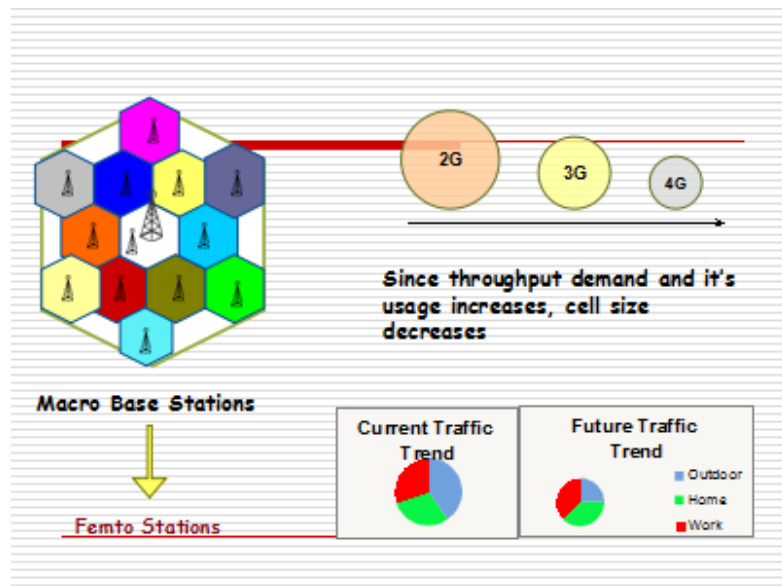 2G
3G
4G
Since throughput demand and it's
usage increases, cell size
decreases
Macro Base Stations
Femto Stations
Current Traffic
Trend
Future Traffic
Trend
Outdoor
Home
Work